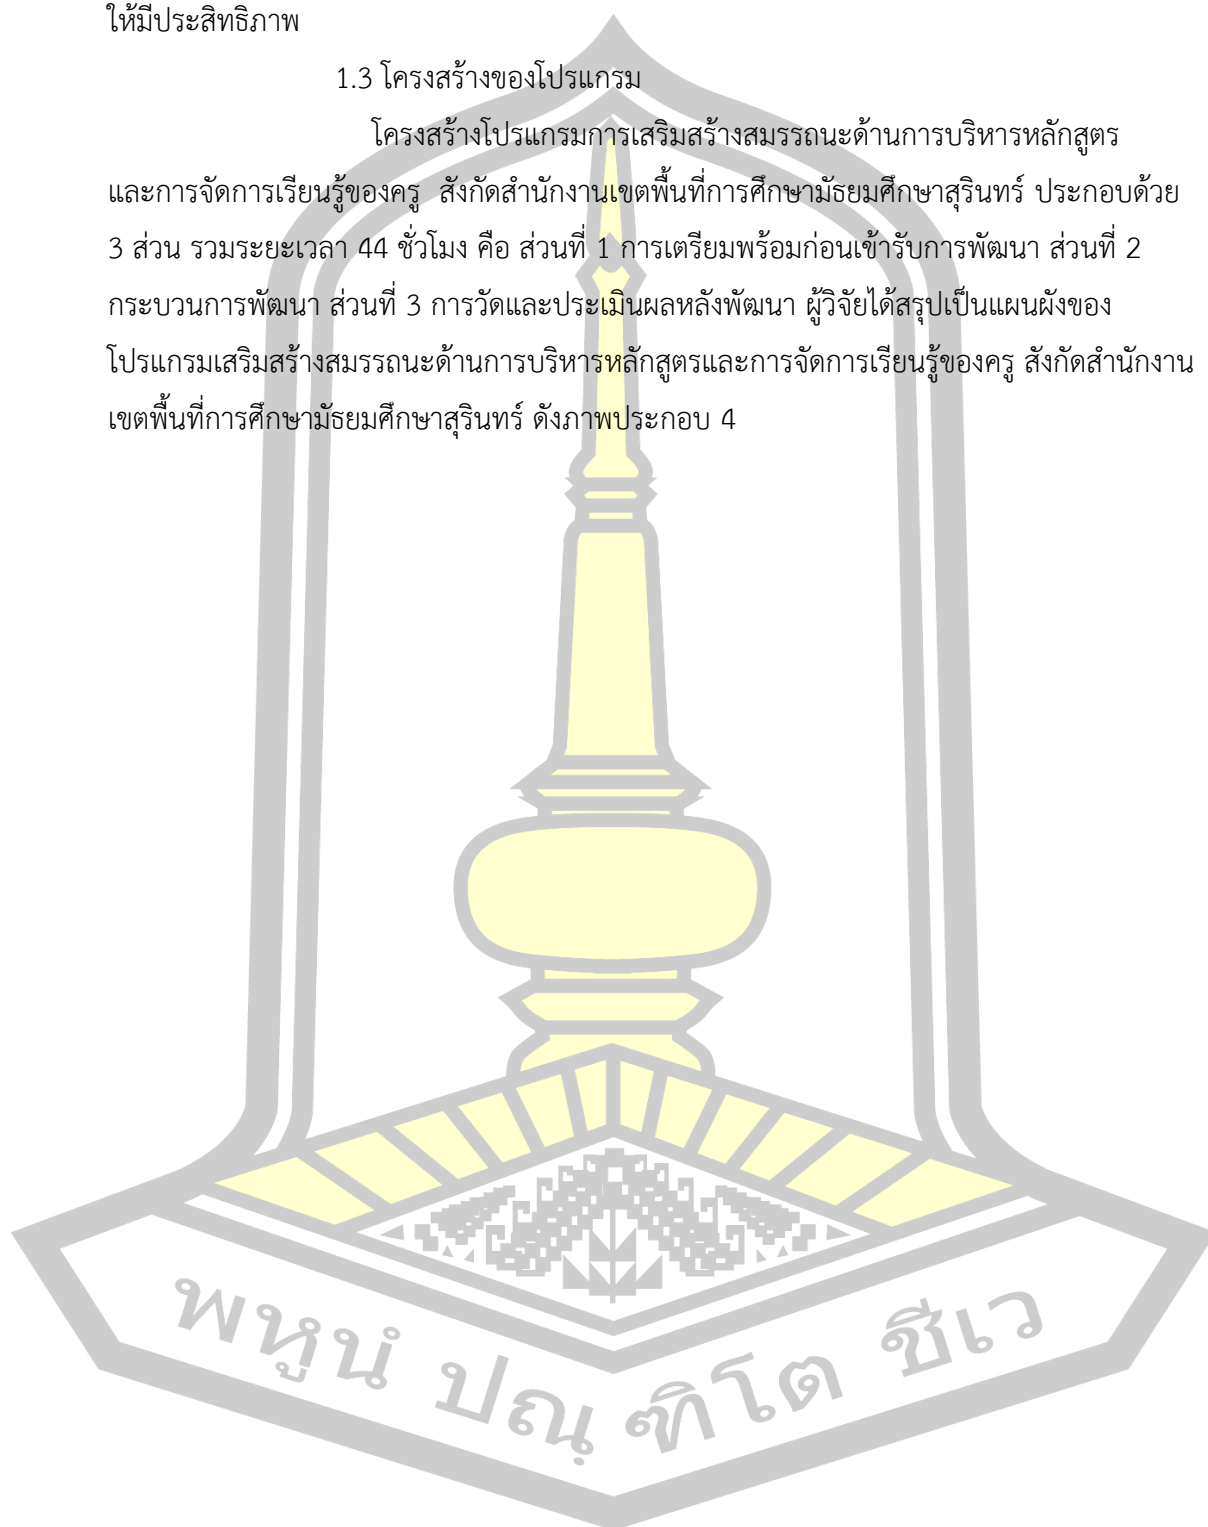 ให้มีประสิทธิภาพ
1.3 โครงสร้างของโปรแกรม
โครงสร้างโปรแกรมการเสริมสร้างสมรรถนะด้านการบริหารหลักสูตร
และการจัดการเรียนรู้ของครู สังกัดสำนักงานเขตพื้นที่การศึกษามัธยมศึกษาสุรินทร์ ประกอบด้วย
3 ส่วน รวมระยะเวลา 44 ชั่วโมง คือ ส่วนที่ 1 การเตรียมพร้อมก่อนเข้ารับการพัฒนา ส่วนที่ 2
กระบวนการพัฒนา ส่วนที่ 3 การวัดและประเมินผลหลังพัฒนา ผู้วิจัยได้สรุปเป็นแผนผังของ
โปรแกรมเสริมสร้างสมรรถนะด้านการบริหารหลักสูตรและการจัดการเรียนรู้ของครู สังกัดสำนักงาน
เขตพื้นที่การศึกษามัธยมศึกษาสุรินทร์ ดังภาพประกอบ 4
พหูนํ ปณฺฑิโต ชีเว